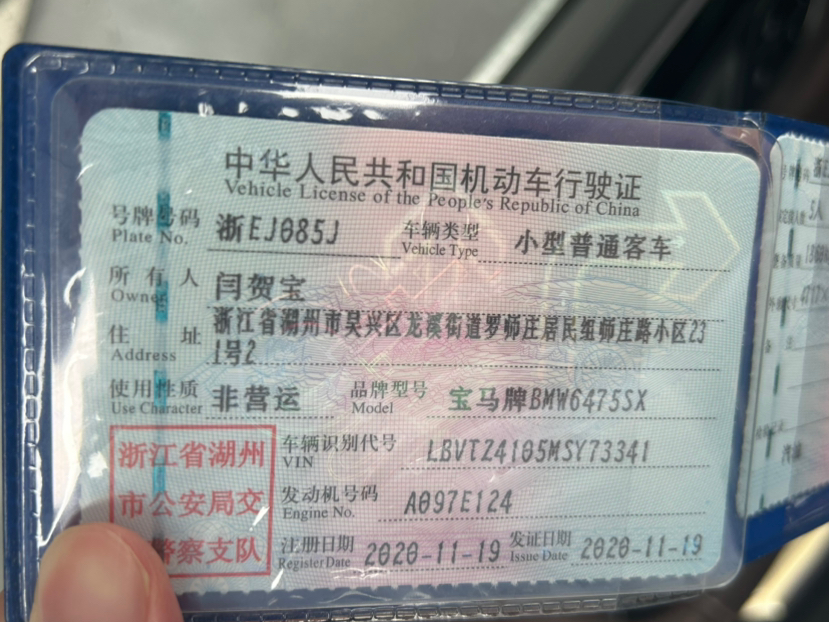 中华人民共和国机动车行驶证
Vehicle License of the People's Republic of China
号牌号码 浙EJ085J 车辆类型 小型普通客车
Plate No. Vehicle Type
所有人 闫贺宝
Owner
住址 浙江省湖州市吴兴区龙溪街道罗师庄居民组师庄路小区23
Address 1号2
使用性质 非营运 品牌型号 宝马牌BMW6475SX
Use Character Model
浙江省湖州
市公安局交
警察支队
车辆识别代号 LBVTZ4105MSY73341
VIN
发动机号码 A097E124
Engine No.
注册日期 2020-11-19 发证日期 2020-11-19
Register Date Issue Date
5人